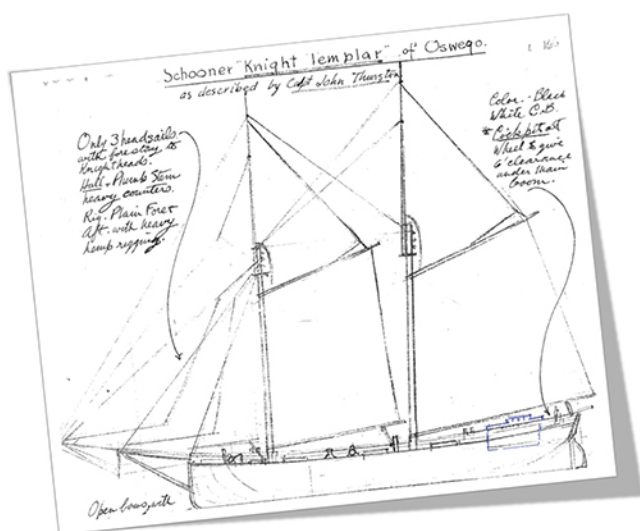 Schooner "Knight Templar" of Oswego.
as described by Capt John Thurston
Only 3 headsails
with forestay to
Knightheads.
Hull - Plumb Stem
heavy counters.
Rig - Plain Fore &
Aft. with heavy
hemp rigging.
Color. - Black
White C.B.
* Cockpit at
Wheel to give
6' clearance
under main
boom.
Open bowsprit